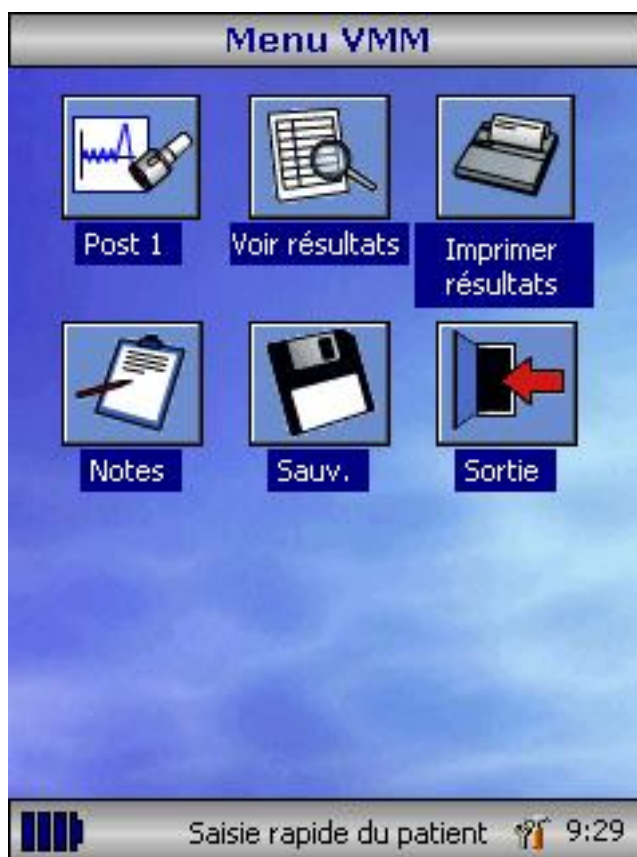 Menu VMM
Post 1
Voir résultats
Imprimer
résultats
Notes
Sauv.
Sortie
Saisie rapide du patient 9:29